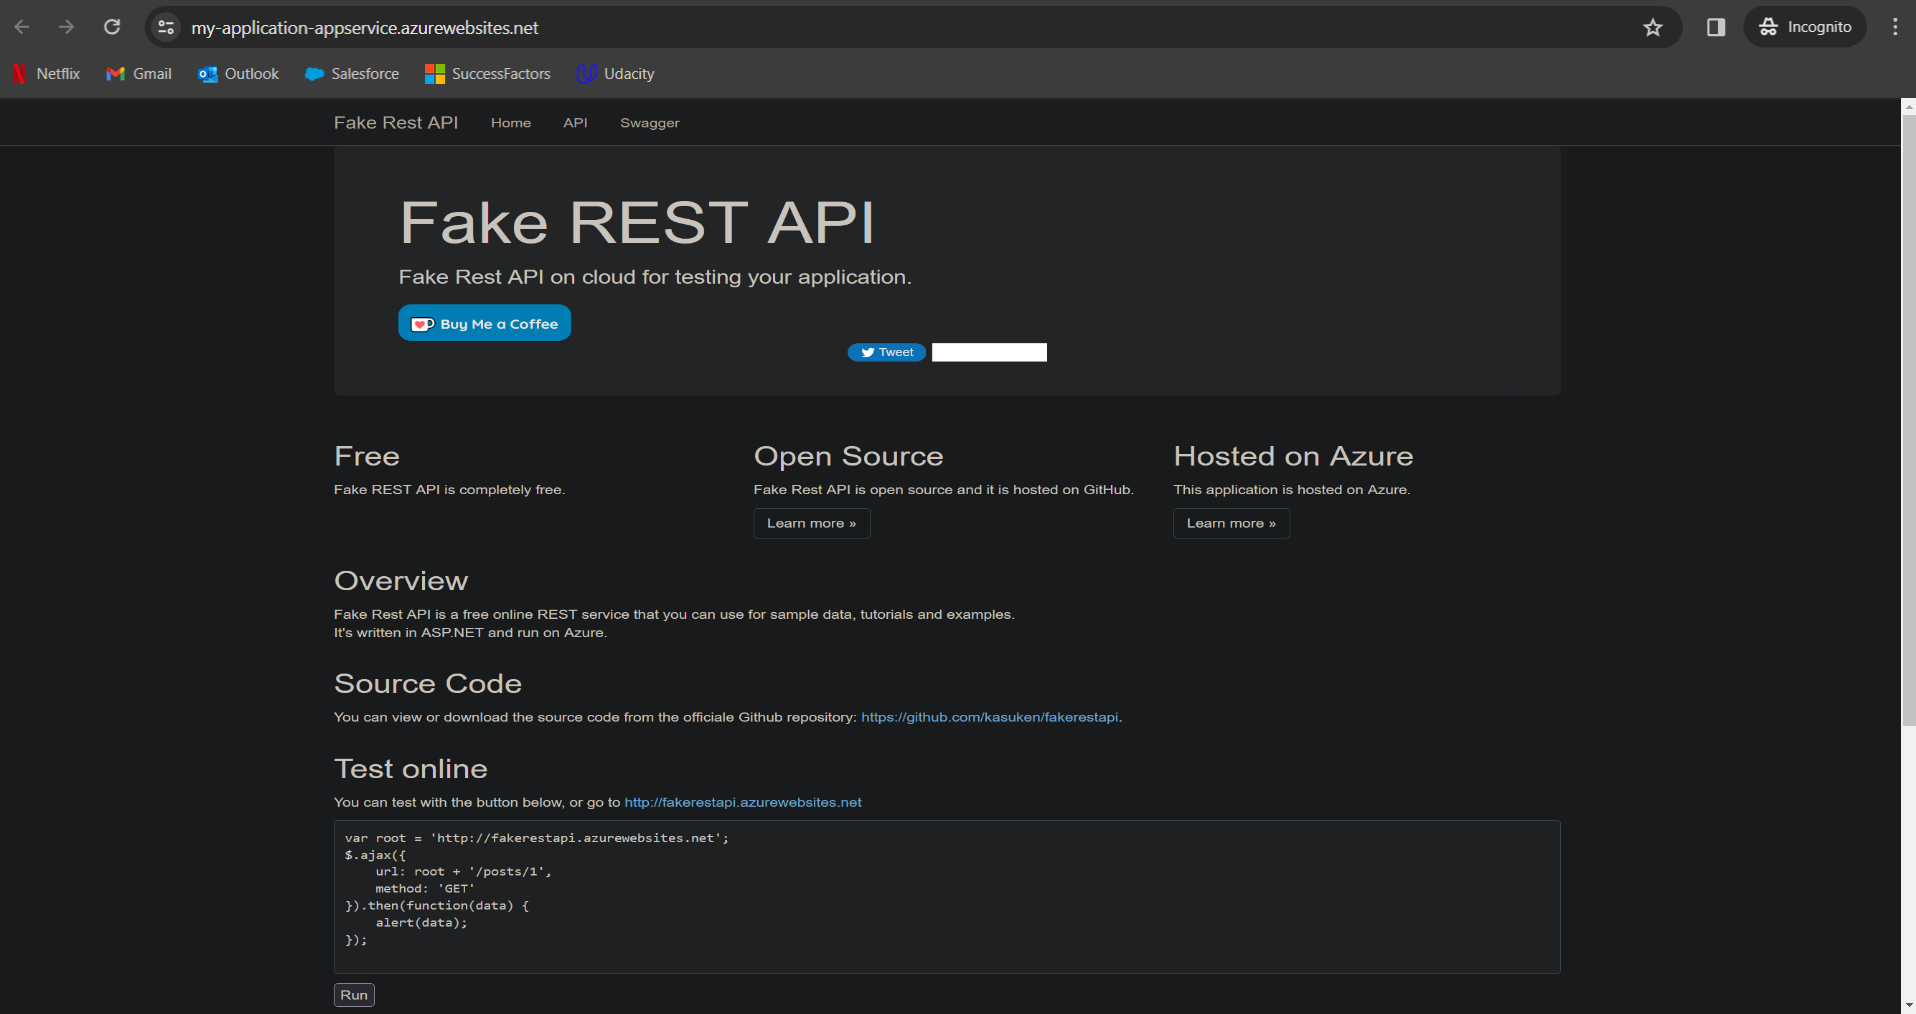 my-application-appservice.azurewebsites.net
Incognito
Netflix Gmail Outlook Salesforce SuccessFactors Udacity
Fake Rest API Home API Swagger
Fake REST API
Fake Rest API on cloud for testing your application.
Buy Me a Coffee
Tweet
Free
Fake REST API is completely free.
Open Source
Fake Rest API is open source and it is hosted on GitHub.
Learn more »
Hosted on Azure
This application is hosted on Azure.
Learn more »
Overview
Fake Rest API is a free online REST service that you can use for sample data, tutorials and examples.
It's written in ASP.NET and run on Azure.
Source Code
You can view or download the source code from the officiale Github repository: https://github.com/kasuken/fakerestapi.
Test online
You can test with the button below, or go to http://fakerestapi.azurewebsites.net
var root = 'http://fakerestapi.azurewebsites.net';
$.ajax({
    url: root + '/posts/1',
    method: 'GET'
}).then(function(data) {
    alert(data);
});
Run